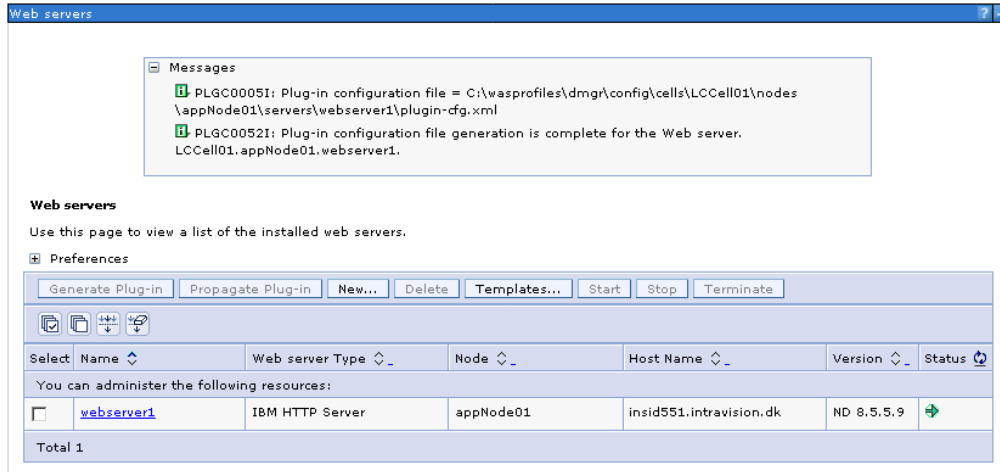 Web servers
?
Messages
PLGC0005I: Plug-in configuration file = C:\wasprofiles\dmgr\config\cells\LCCell01\nodes
\appNode01\servers\webserver1\plugin-cfg.xml
PLGC0052I: Plug-in configuration file generation is complete for the Web server.
LCCell01.appNode01.webserver1.
Web servers
Use this page to view a list of the installed web servers.
Preferences
Generate Plug-in Propagate Plug-in New... Delete Templates... Start Stop Terminate
Select Name Web server Type Node Host Name Version Status
You can administer the following resources:
webserver1 IBM HTTP Server appNode01 insid551.intravision.dk ND 8.5.5.9
Total 1